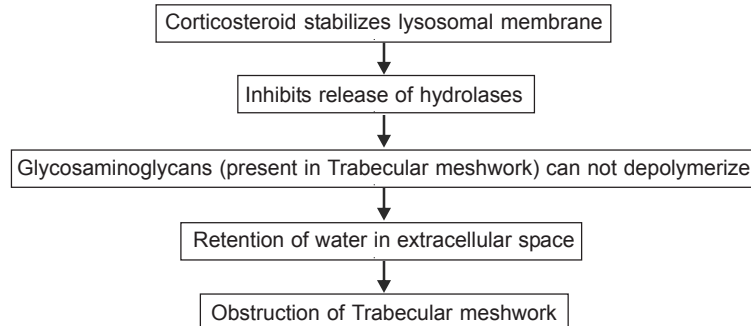 Corticosteroid stabilizes lysosomal membrane
Inhibits release of hydrolases
Glycosaminoglycans (present in Trabecular meshwork) can not depolymerize
Retention of water in extracellular space
Obstruction of Trabecular meshwork